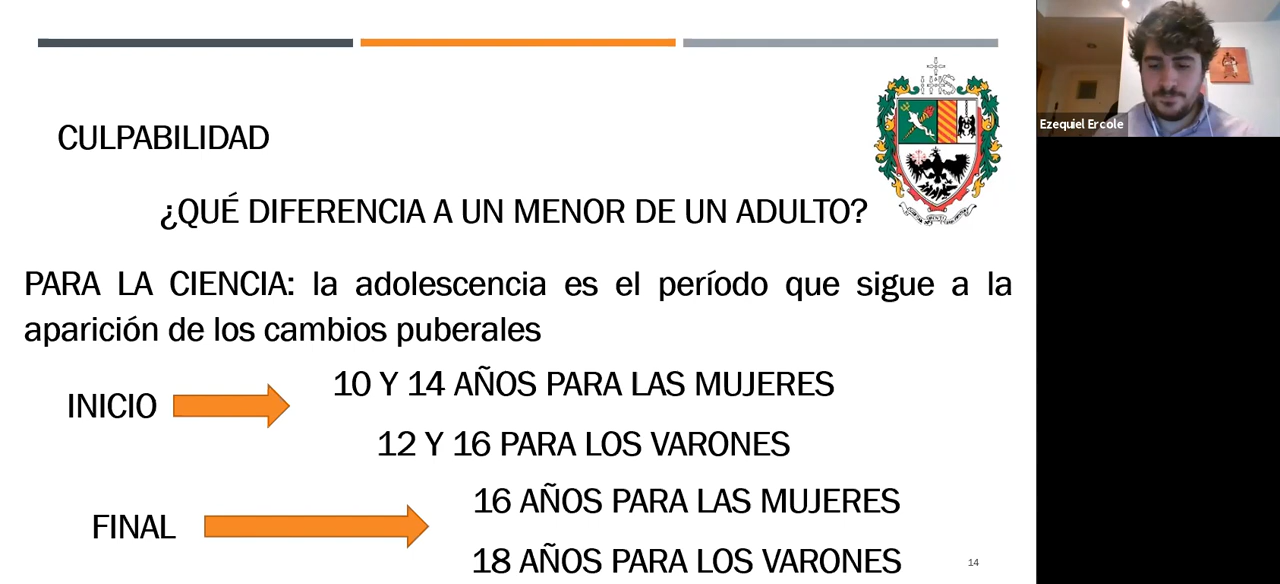 CULPABILIDAD
¿QUÉ DIFERENCIA A UN MENOR DE UN ADULTO?
PARA LA CIENCIA: la adolescencia es el período que sigue a la
aparición de los cambios puberales
INICIO
10 Y 14 AÑOS PARA LAS MUJERES
12 Y 16 PARA LOS VARONES
FINAL
16 AÑOS PARA LAS MUJERES
18 AÑOS PARA LOS VARONES
14
IHS
Ezequiel Ercole